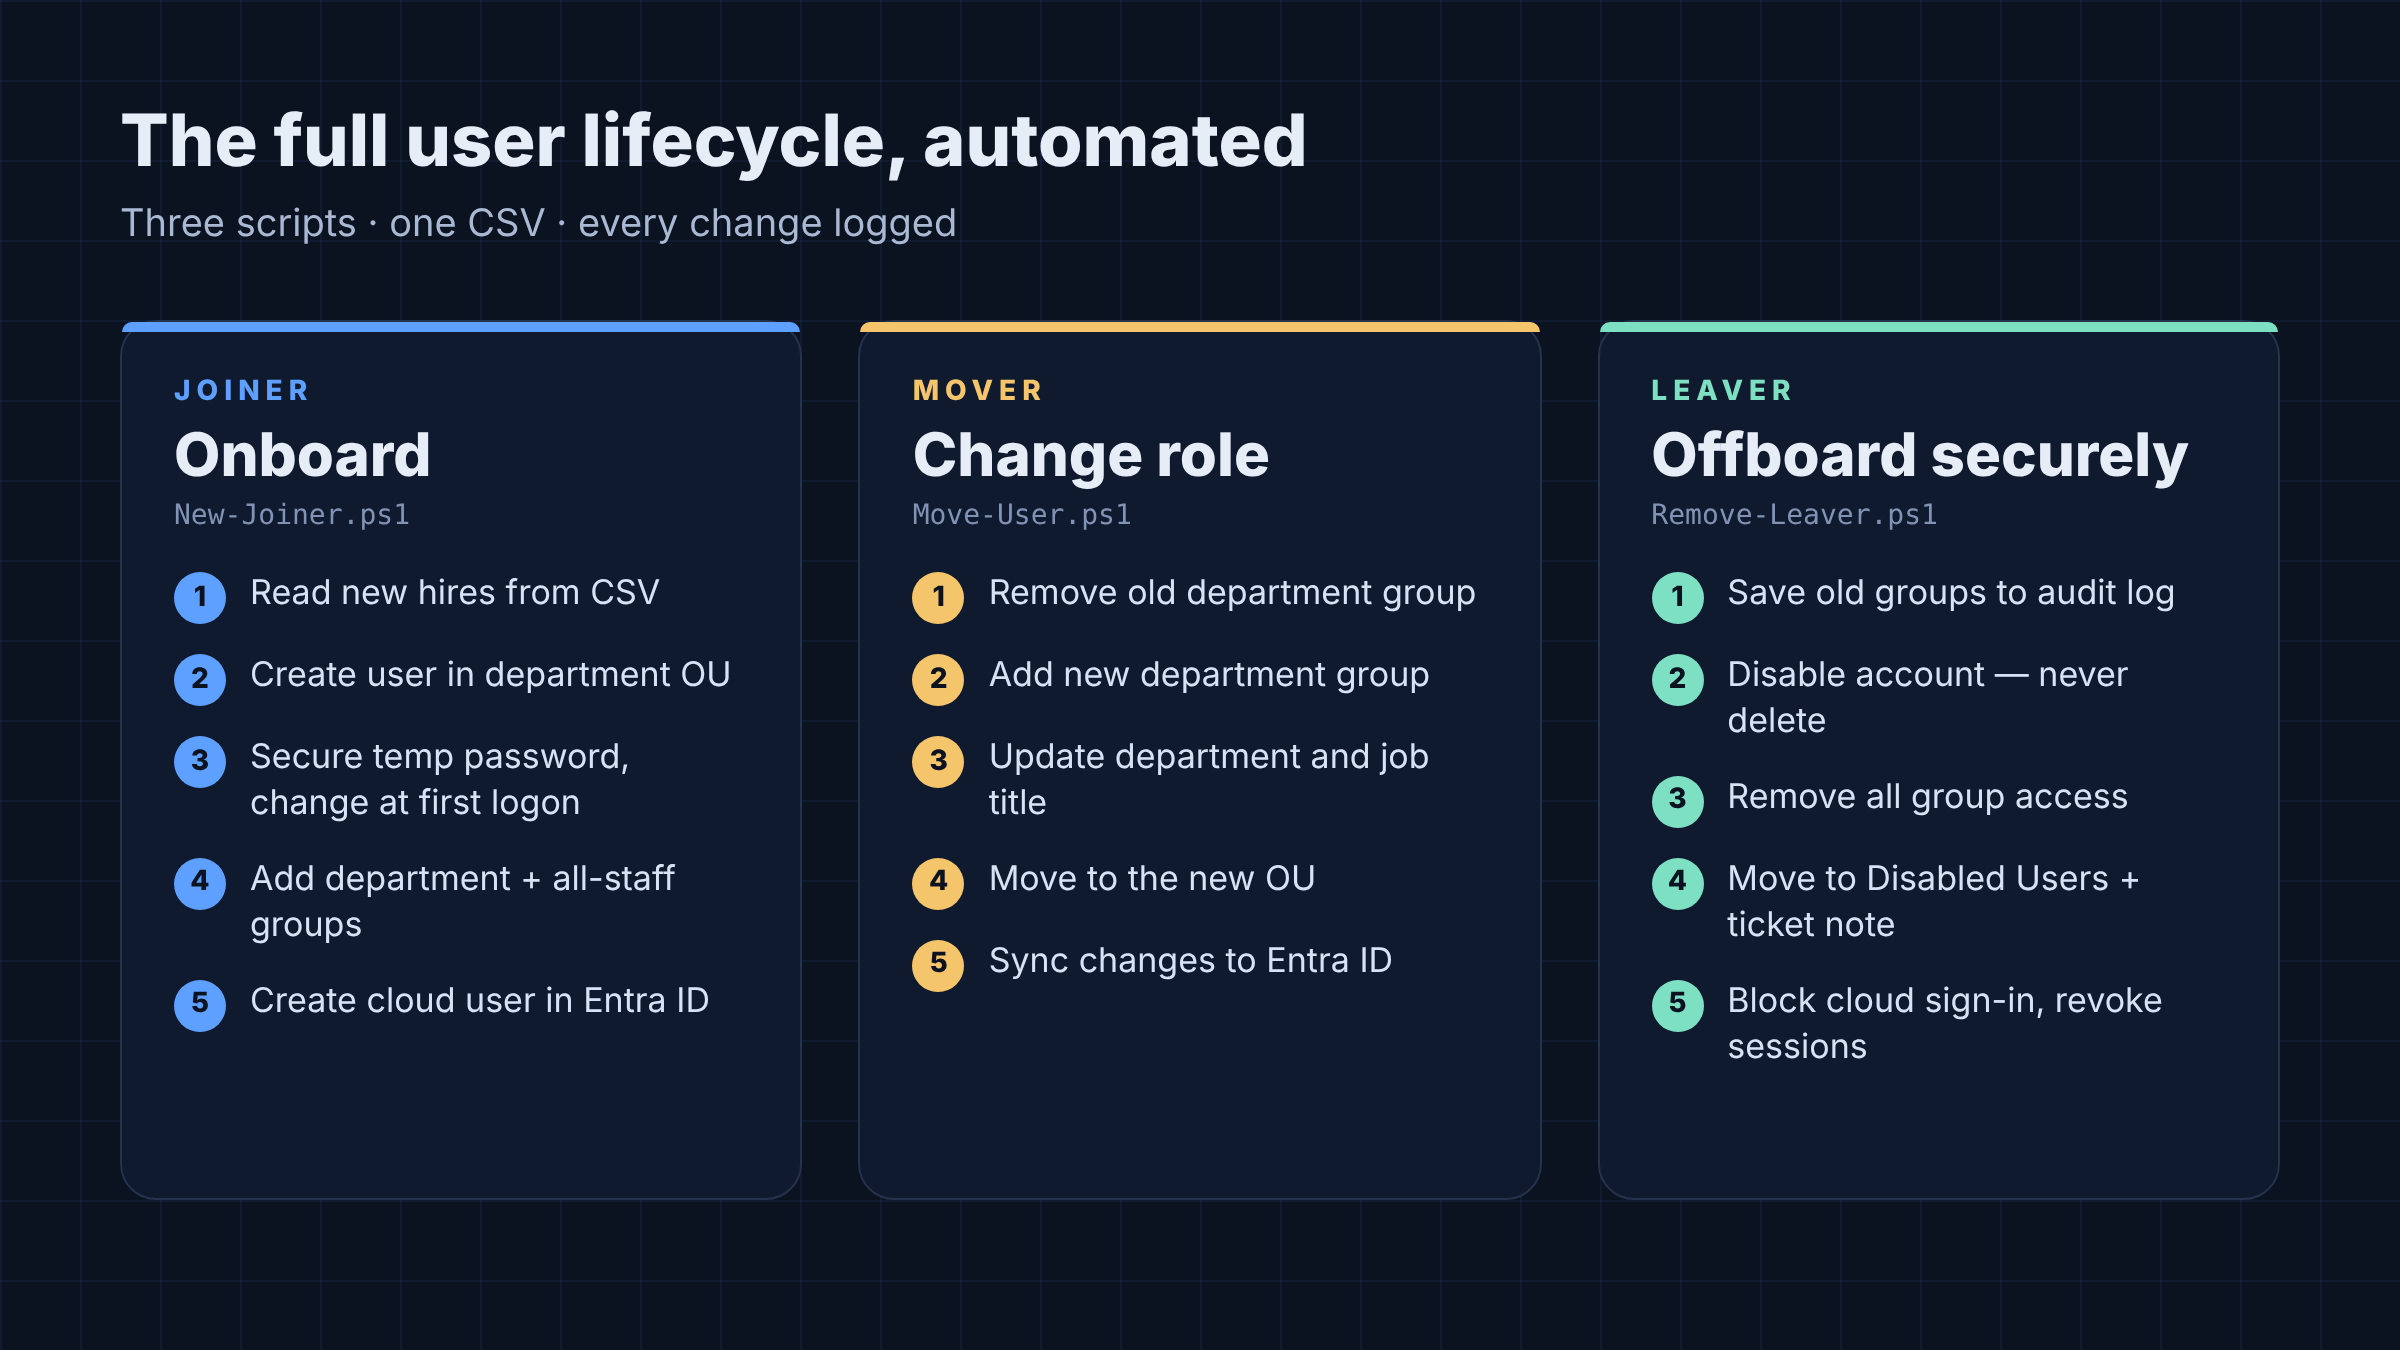 The full user lifecycle, automated
Three scripts · one CSV · every change logged
JOINER
Onboard
New-Joiner.ps1
1 Read new hires from CSV
2 Create user in department OU
3 Secure temp password,
change at first logon
4 Add department + all-staff
groups
5 Create cloud user in Entra ID
MOVER
Change role
Move-User.ps1
1 Remove old department group
2 Add new department group
3 Update department and job
title
4 Move to the new OU
5 Sync changes to Entra ID
LEAVER
Offboard securely
Remove-Leaver.ps1
1 Save old groups to audit log
2 Disable account — never
delete
3 Remove all group access
4 Move to Disabled Users +
ticket note
5 Block cloud sign-in, revoke
sessions